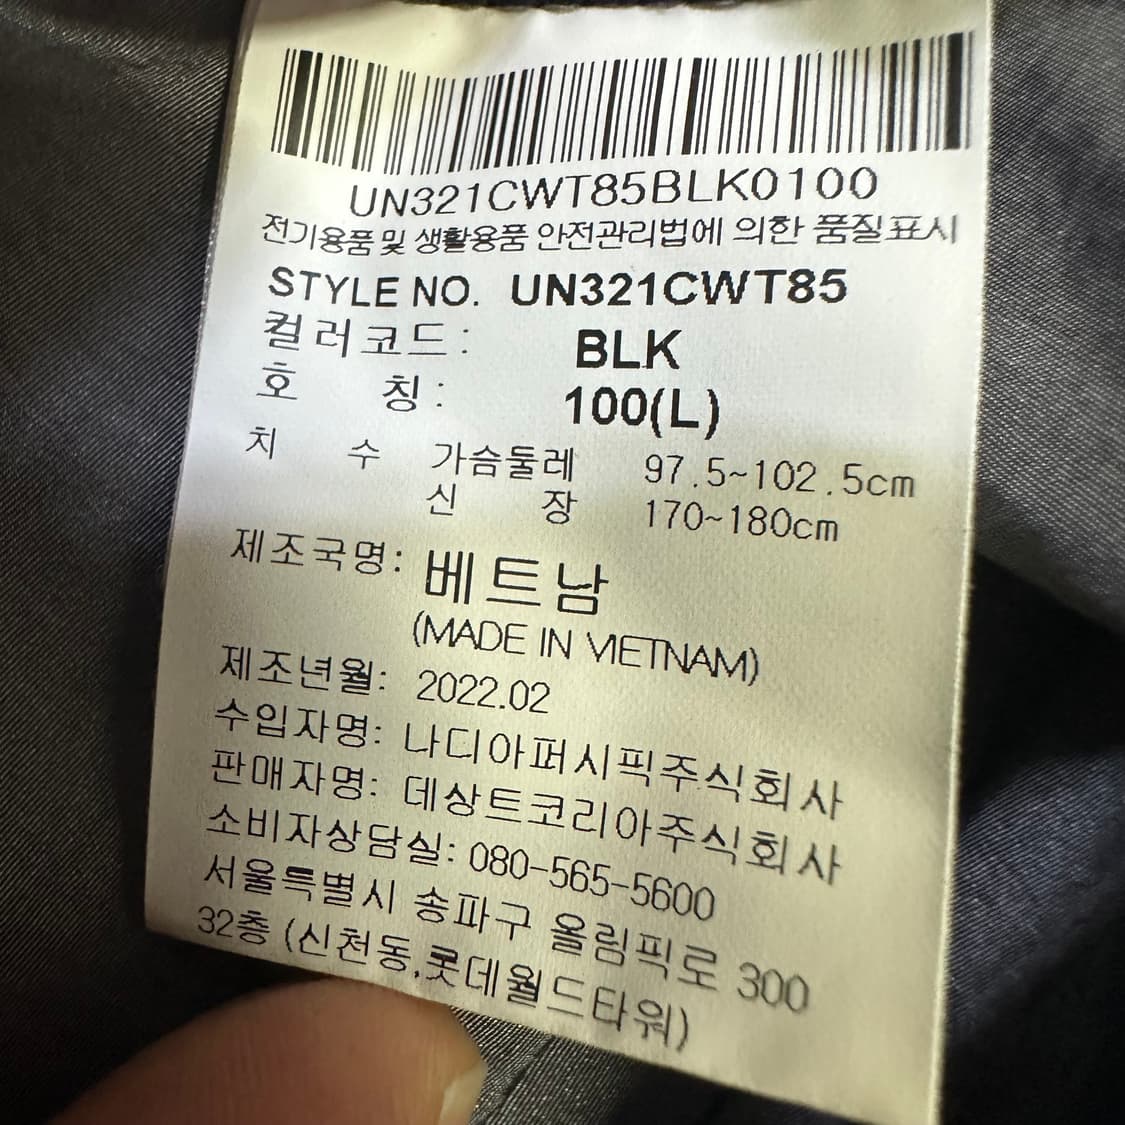 UN321CWT85BLK0100
전기용품 및 생활용품 안전관리법에 의한 품질표시
STYLE NO. UN321CWT85
컬러코드: BLK
호 칭: 100(L)
치 수 가슴둘레 97.5~102.5cm
신 장 170~180cm
제조국명: 베트남
(MADE IN VIETNAM)
제조년월: 2022.02
수입자명: 나디아퍼시픽주식회사
판매자명: 데상트코리아주식회사
소비자상담실: 080-565-5600
서울특별시 송파구 올림픽로 300
32층 (신천동,롯데월드타워)